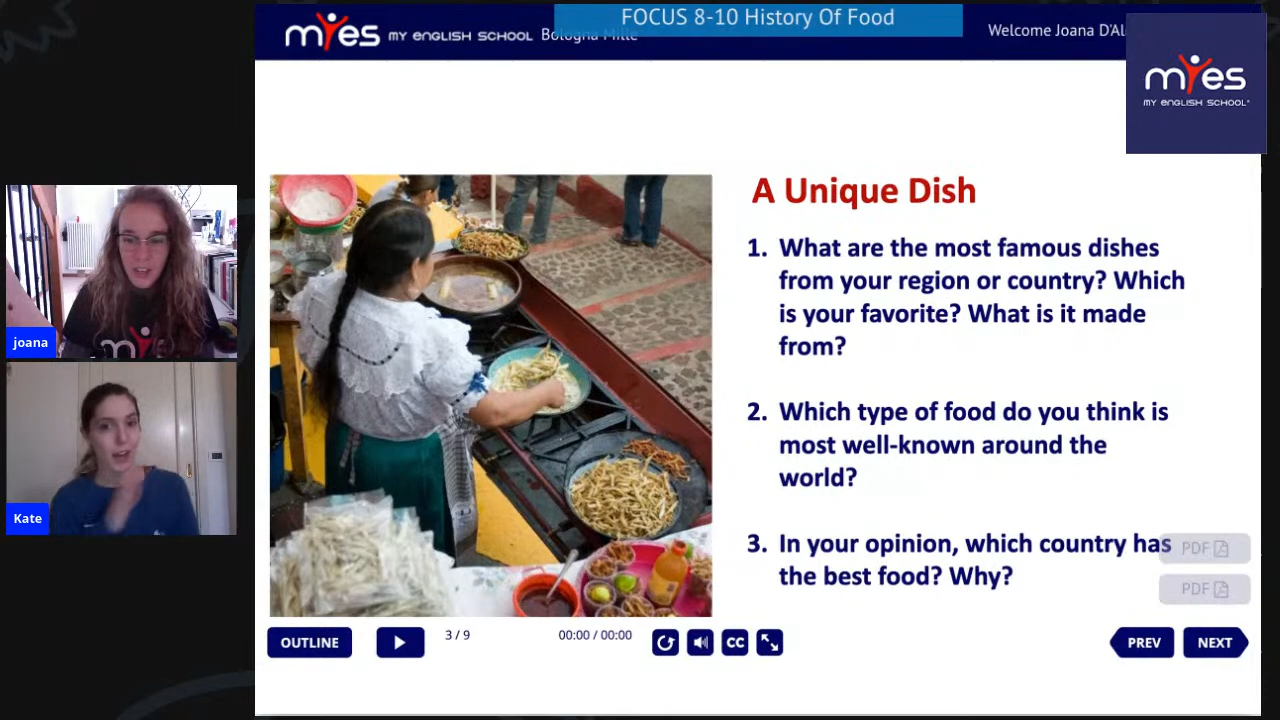 FOCUS 8-10 History Of Food
myes MY ENGLISH SCHOOL Bologna Mille
Welcome Joana D'Al
myes
MY ENGLISH SCHOOL
A Unique Dish
1. What are the most famous dishes
from your region or country? Which
is your favorite? What is it made
from?
2. Which type of food do you think is
most well-known around the
world?
3. In your opinion, which country has
the best food? Why?
PDF
PDF
joana
my
Kate
OUTLINE
3 / 9
00:00 / 00:00
CC
PREV
NEXT